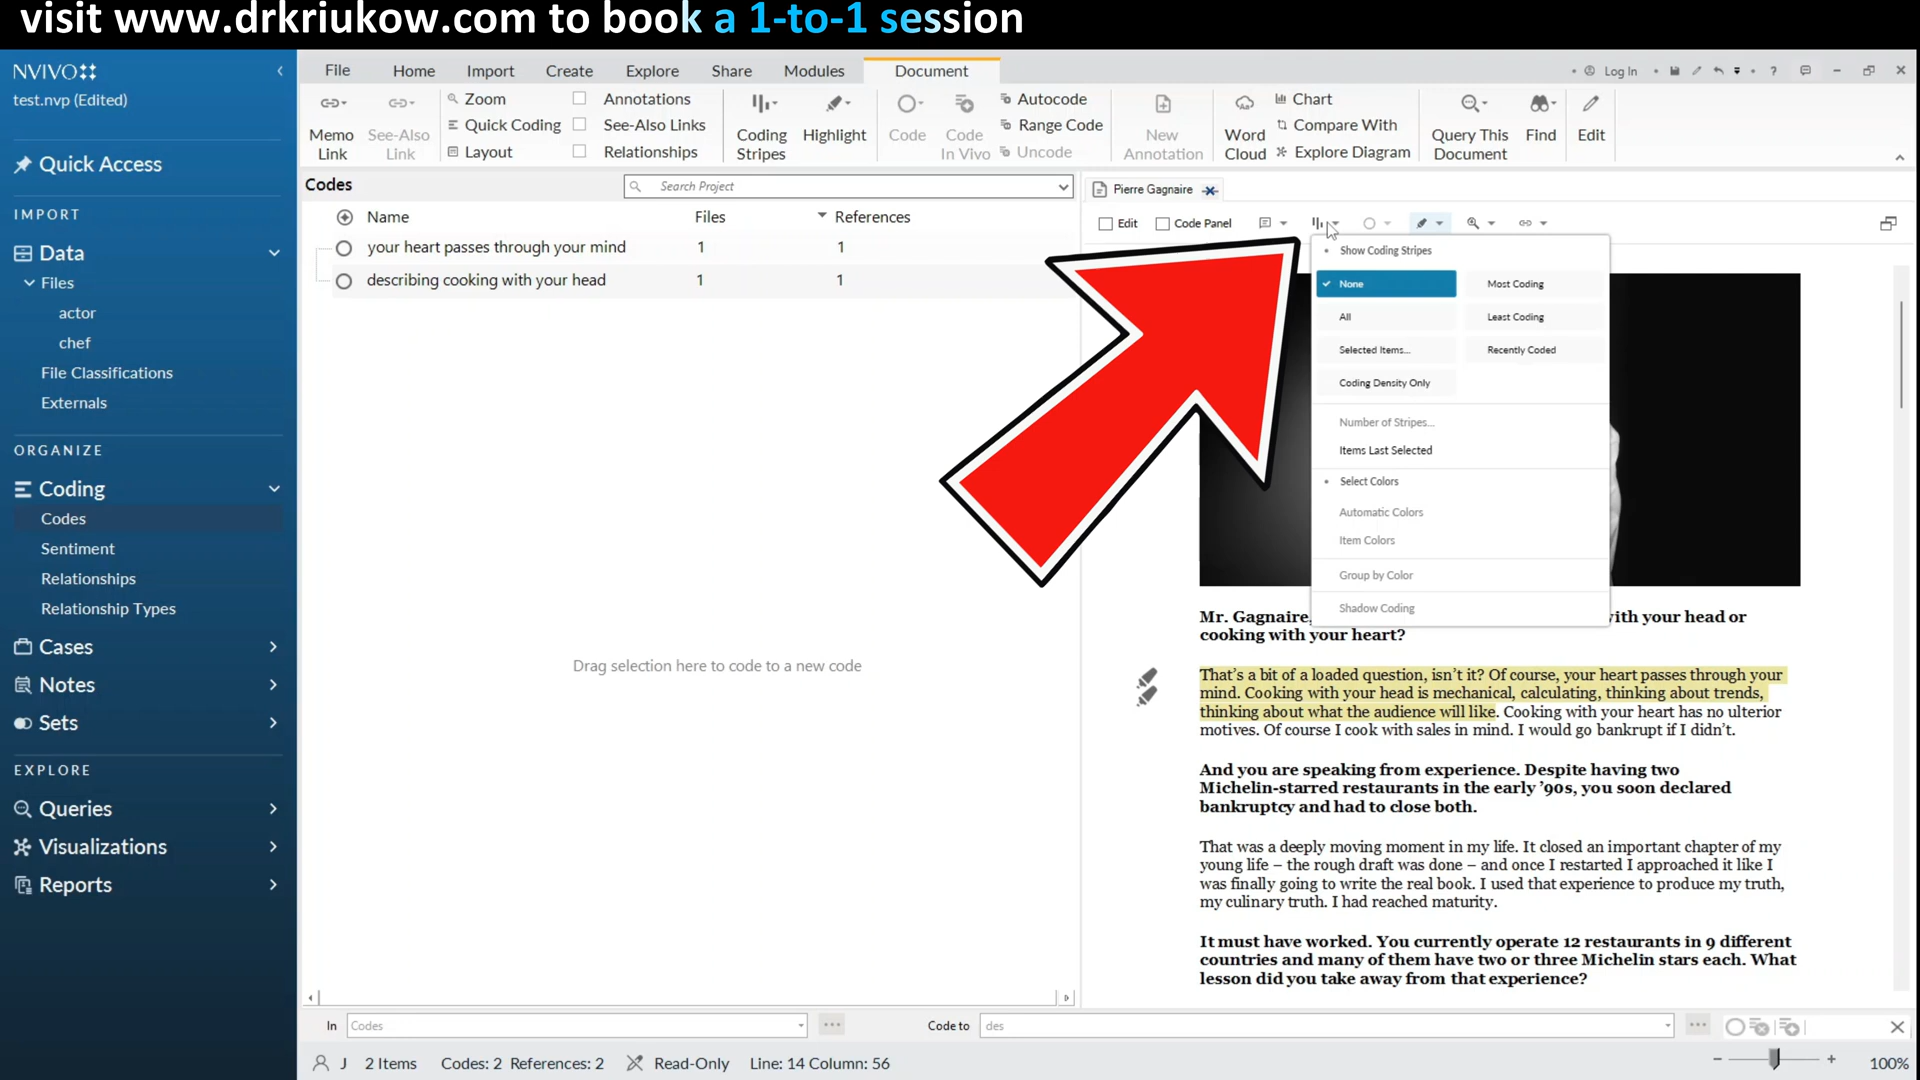 visit www.drkriukow.com to book a 1-to-1 session
NVIVO
test.nvp (Edited)
Quick Access
IMPORT
Data
Files
actor
chef
File Classifications
Externals
ORGANIZE
Coding
Codes
Sentiment
Relationships
Relationship Types
Cases
Notes
Sets
EXPLORE
Queries
Visualizations
Reports
File Home Import Create Explore Share Modules Document
Log In ?
Memo
Link
See-Also
Link
Zoom
Quick Coding
Layout
Annotations
See-Also Links
Relationships
Coding
Stripes
Highlight
Code
Code
In Vivo
Autocode
Range Code
Uncode
New
Annotation
Word
Cloud
Chart
Compare With
Explore Diagram
Query This
Document
Find
Edit
Codes
Search Project
Name Files References
your heart passes through your mind 1 1
describing cooking with your head 1 1
Drag selection here to code to a new code
Pierre Gagnaire
Edit Code Panel
Show Coding Stripes
None Most Coding
All Least Coding
Selected Items... Recently Coded
Coding Density Only
Number of Stripes...
Items Last Selected
Select Colors
Automatic Colors
Item Colors
Group by Color
Shadow Coding
Mr. Gagnaire, with your head or
cooking with your heart?
That's a bit of a loaded question, isn't it? Of course, your heart passes through your
mind. Cooking with your head is mechanical, calculating, thinking about trends,
thinking about what the audience will like. Cooking with your heart has no ulterior
motives. Of course I cook with sales in mind. I would go bankrupt if I didn't.
And you are speaking from experience. Despite having two
Michelin-starred restaurants in the early '90s, you soon declared
bankruptcy and had to close both.
That was a deeply moving moment in my life. It closed an important chapter of my
young life – the rough draft was done – and once I restarted I approached it like I
was finally going to write the real book. I used that experience to produce my truth,
my culinary truth. I had reached maturity.
It must have worked. You currently operate 12 restaurants in 9 different
countries and many of them have two or three Michelin stars each. What
lesson did you take away from that experience?
In Codes Code to des
J 2 Items Codes: 2 References: 2 Read-Only Line: 14 Column: 56 100%